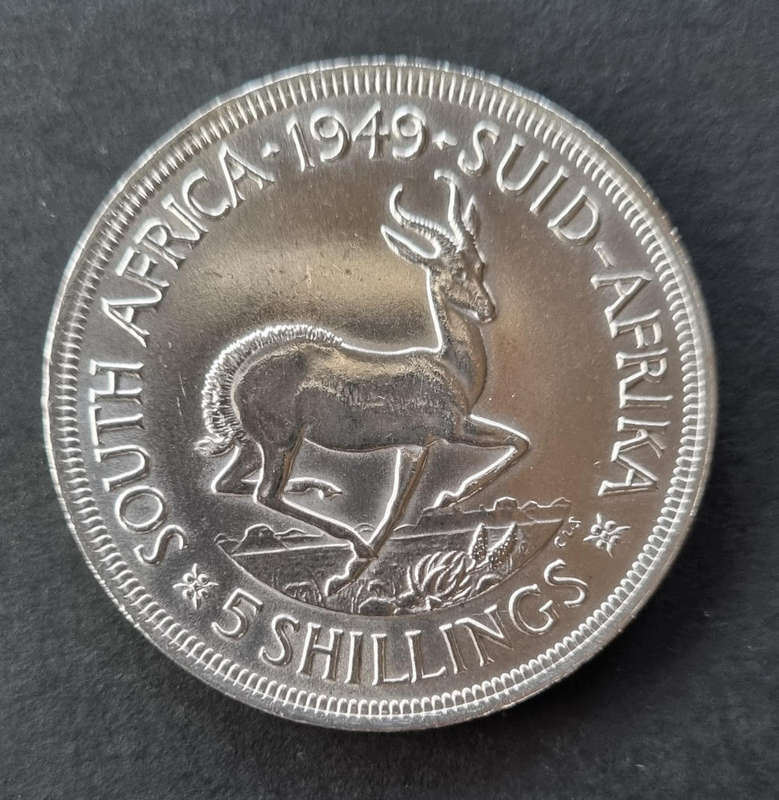 SOUTH AFRICA · 1949 · SUID-AFRIKA
5 SHILLINGS